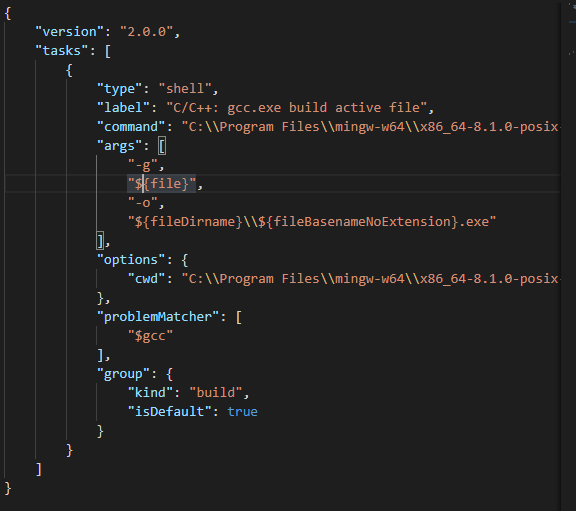 {
"version": "2.0.0",
"tasks": [
{
"type": "shell",
"label": "C/C++: gcc.exe build active file",
"command": "C:\\Program Files\\mingw-w64\\x86_64-8.1.0-posix-
"args": [
"-g",
"${file}",
"-o",
"${fileDirname}\\${fileBasenameNoExtension}.exe"
],
"options": {
"cwd": "C:\\Program Files\\mingw-w64\\x86_64-8.1.0-posix-
},
"problemMatcher": [
"$gcc"
],
"group": {
"kind": "build",
"isDefault": true
}
}
]
}